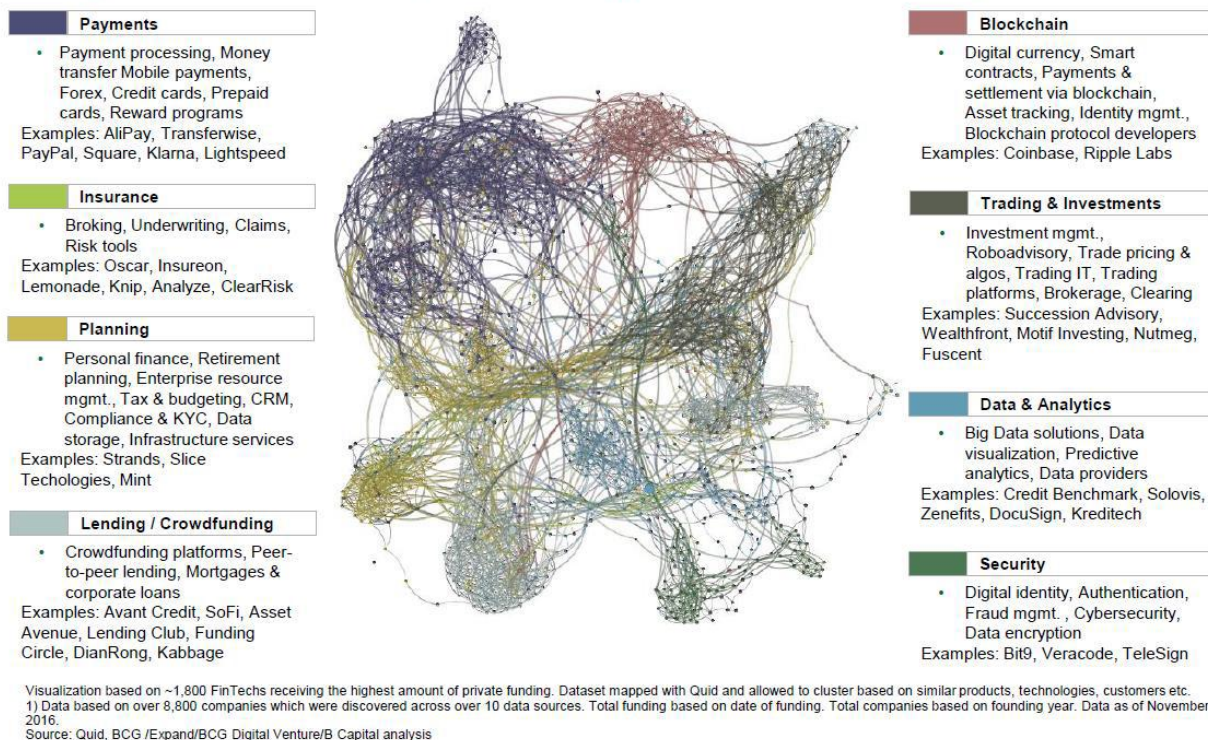 Payments
• Payment processing, Money
transfer Mobile payments,
Forex, Credit cards, Prepaid
cards, Reward programs
Examples: AliPay, Transferwise,
PayPal, Square, Klarna, Lightspeed
Insurance
• Broking, Underwriting, Claims,
Risk tools
Examples: Oscar, Insureon,
Lemonade, Knip, Analyze, ClearRisk
Planning
• Personal finance, Retirement
planning, Enterprise resource
mgmt., Tax & budgeting, CRM,
Compliance & KYC, Data
storage, Infrastructure services
Examples: Strands, Slice
Techologies, Mint
Lending / Crowdfunding
• Crowdfunding platforms, Peer-
to-peer lending, Mortgages &
corporate loans
Examples: Avant Credit, SoFi, Asset
Avenue, Lending Club, Funding
Circle, DianRong, Kabbage
Blockchain
• Digital currency, Smart
contracts, Payments &
settlement via blockchain,
Asset tracking, Identity mgmt.,
Blockchain protocol developers
Examples: Coinbase, Ripple Labs
Trading & Investments
• Investment mgmt.,
Roboadvisory, Trade pricing &
algos, Trading IT, Trading
platforms, Brokerage, Clearing
Examples: Succession Advisory,
Wealthfront, Motif Investing, Nutmeg,
Fuscent
Data & Analytics
• Big Data solutions, Data
visualization, Predictive
analytics, Data providers
Examples: Credit Benchmark, Solovis,
Zenefits, DocuSign, Kreditech
Security
• Digital identity, Authentication,
Fraud mgmt. , Cybersecurity,
Data encryption
Examples: Bit9, Veracode, TeleSign
Visualization based on ~1,800 FinTechs receiving the highest amount of private funding. Dataset mapped with Quid and allowed to cluster based on similar products, technologies, customers etc.
1) Data based on over 8,800 companies which were discovered across over 10 data sources. Total funding based on date of funding. Total companies based on founding year. Data as of November
2016.
Source: Quid, BCG /Expand/BCG Digital Venture/B Capital analysis